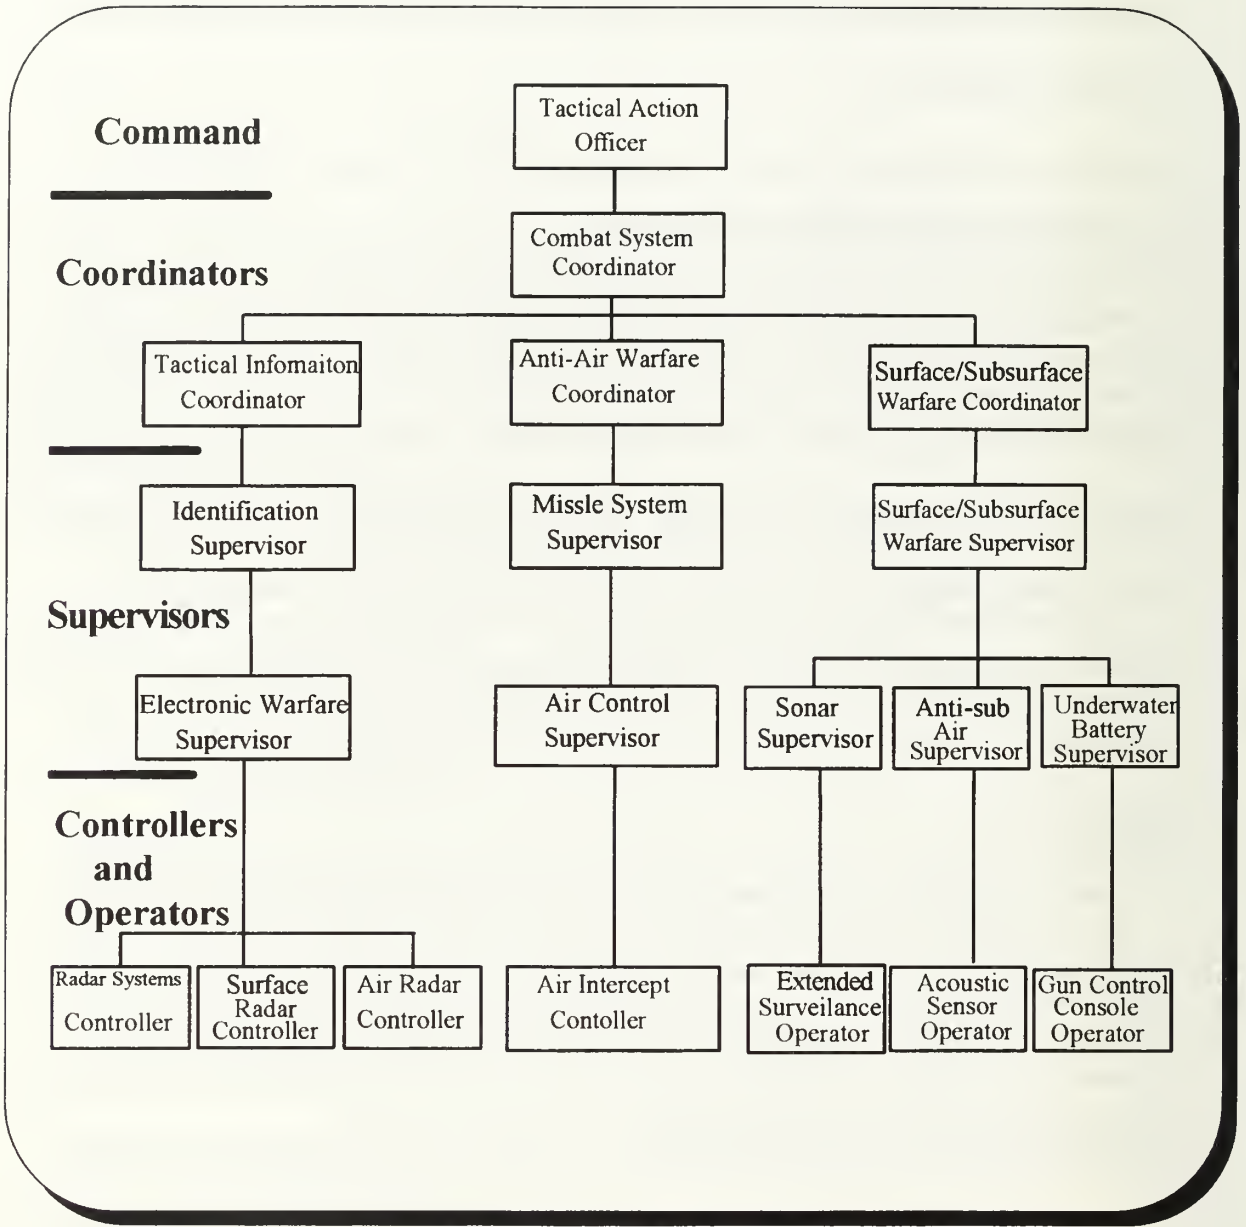 Command
Tactical Action
Officer
Coordinators
Combat System
Coordinator
Tactical Infomaiton
Coordinator
Anti-Air Warfare
Coordinator
Surface/Subsurface
Warfare Coordinator
Supervisors
Identification
Supervisor
Missle System
Supervisor
Surface/Subsurface
Warfare Supervisor
Electronic Warfare
Supervisor
Air Control
Supervisor
Sonar
Supervisor
Anti-sub
Air
Supervisor
Underwater
Battery
Supervisor
Controllers
and
Operators
Radar Systems
Controller
Surface
Radar
Controller
Air Radar
Controller
Air Intercept
Contoller
Extended
Surveilance
Operator
Acoustic
Sensor
Operator
Gun Control
Console
Operator